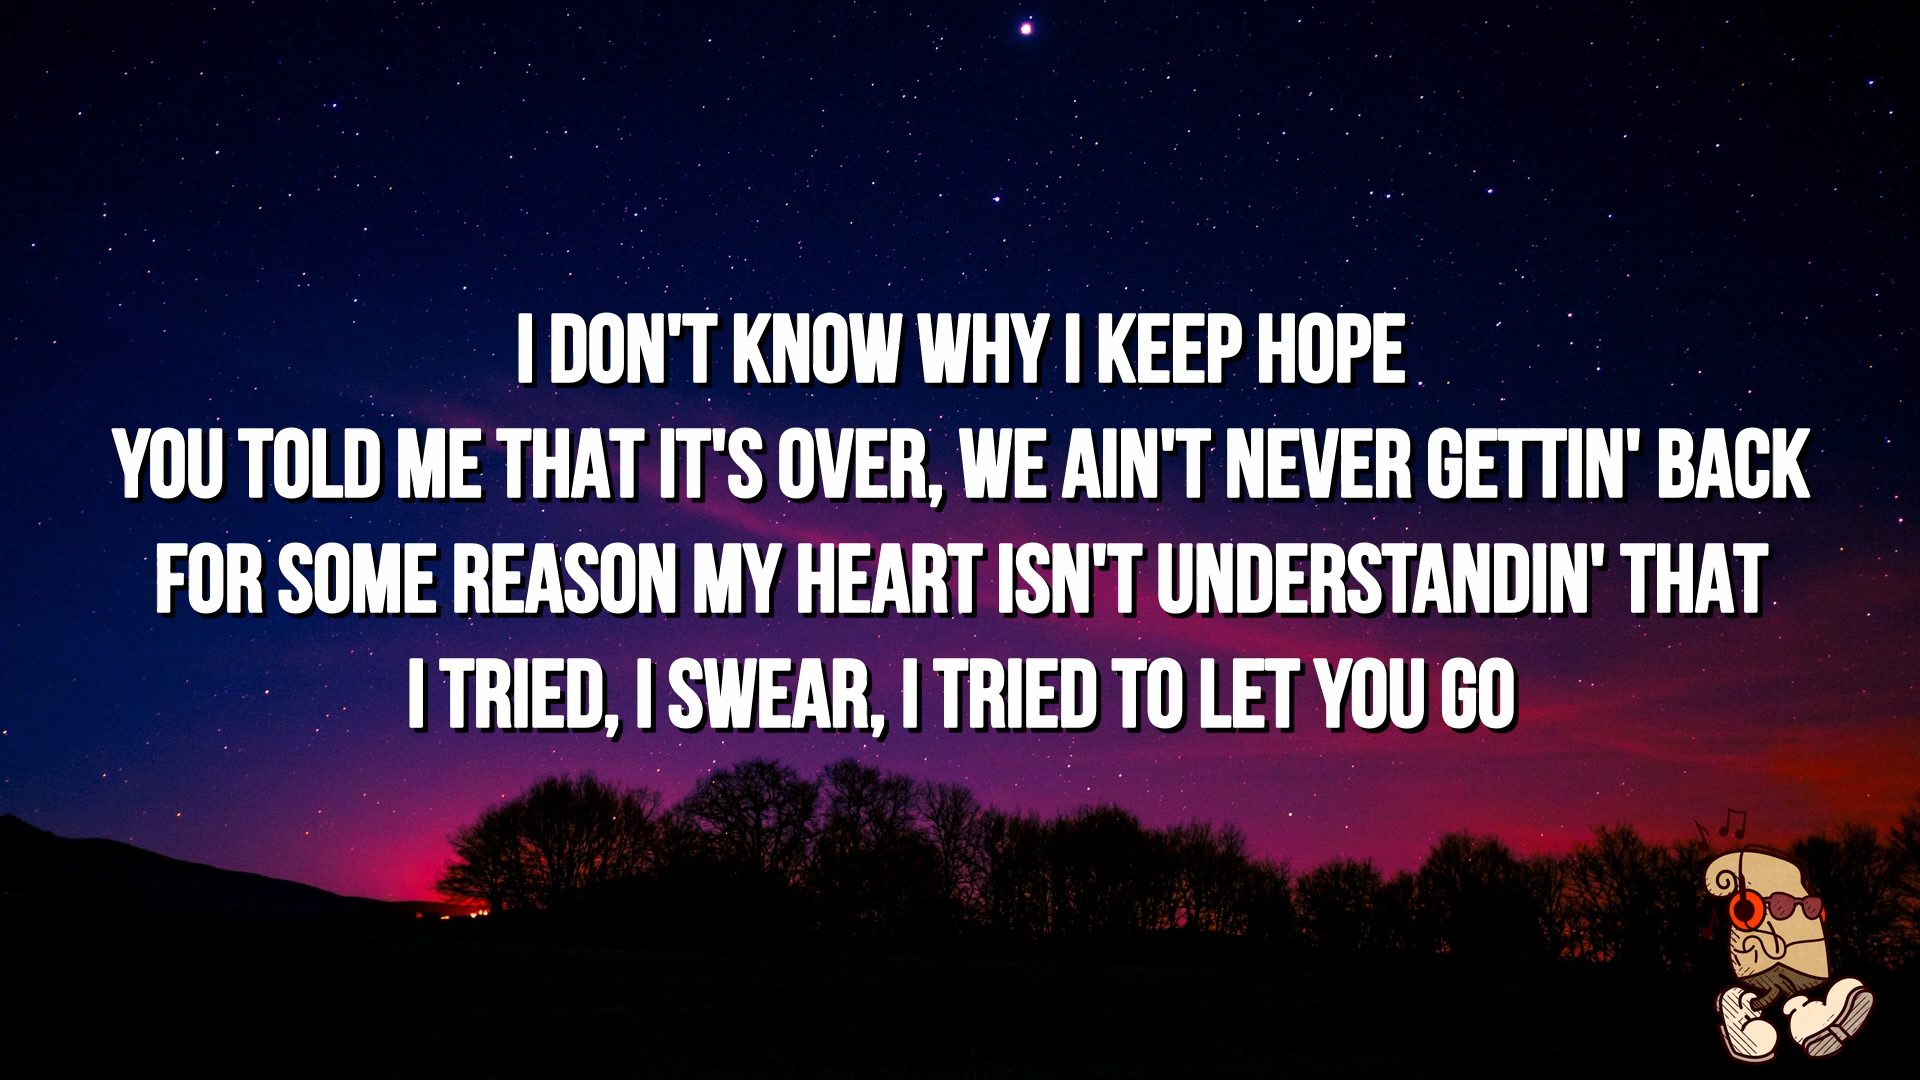 I DON'T KNOW WHY I KEEP HOPE
YOU TOLD ME THAT IT'S OVER, WE AIN'T NEVER GETTIN' BACK
FOR SOME REASON MY HEART ISN'T UNDERSTANDIN' THAT
I TRIED, I SWEAR, I TRIED TO LET YOU GO